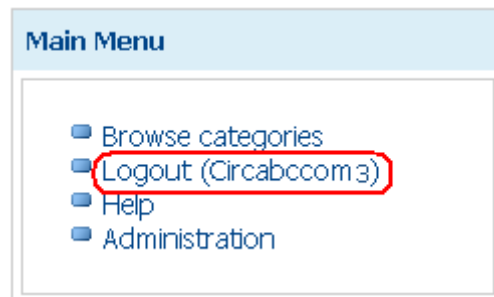 Main Menu
Browse categories
Logout (Circabccom3)
Help
Administration